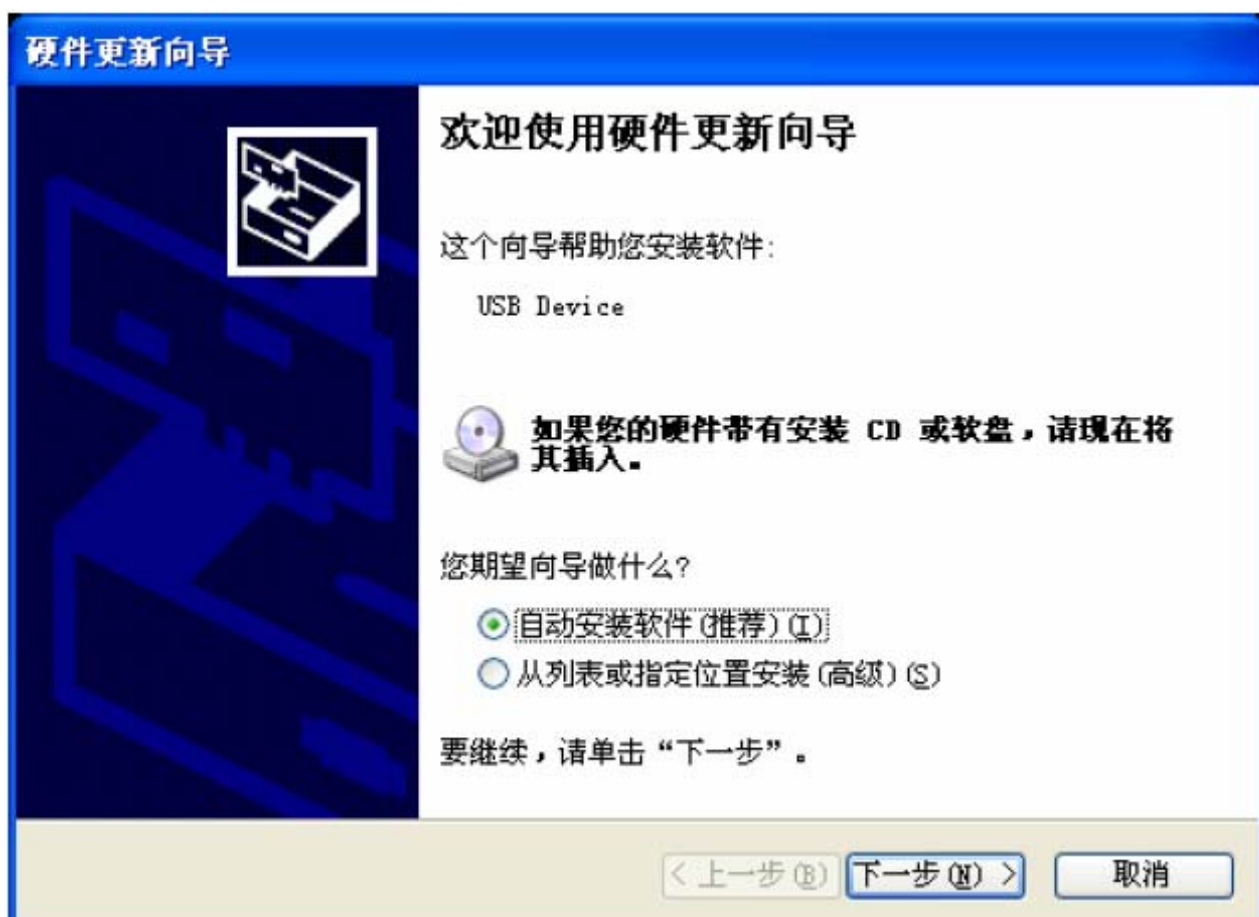 硬件更新向导
欢迎使用硬件更新向导
这个向导帮助您安装软件:
USB Device
如果您的硬件带有安装 CD 或软盘，请现在将
其插入。
您期望向导做什么?
自动安装软件(推荐)(I)
从列表或指定位置安装(高级)(S)
要继续，请单击“下一步”。
< 上一步(B) 下一步(N) > 取消